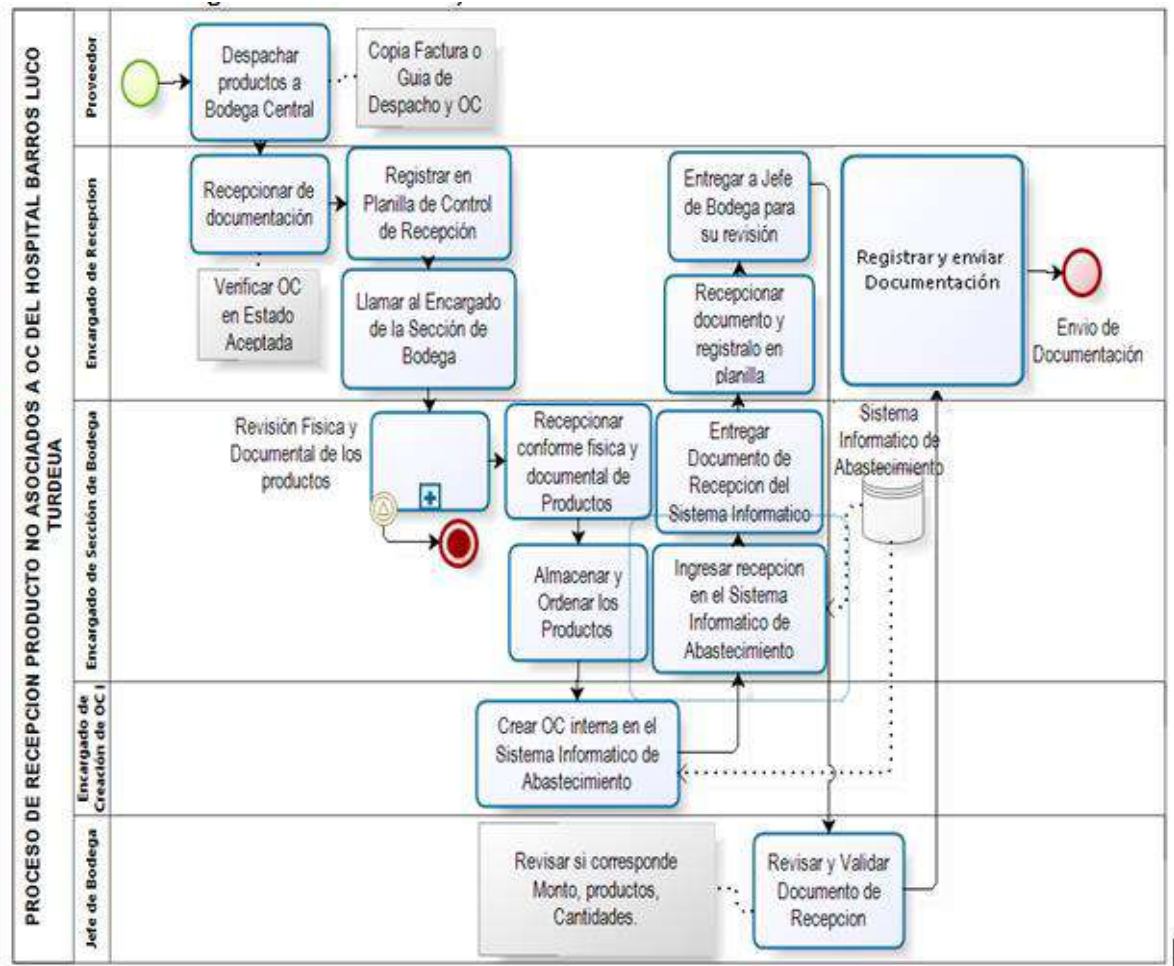 PROCESO DE RECEPCION PRODUCTO NO ASOCIADOS A OC DEL HOSPITAL BARROS LUCO
TURDEUA
Proveedor
Despachar
productos a
Bodega Central
Copia Factura o
Guia de
Despacho y OC
Encargado de Recepcion
Recepcionar de
documentación
Registrar en
Planilla de Control
de Recepción
Verificar OC
en Estado
Aceptada
Llamar al Encargado
de la Sección de
Bodega
Entregar a Jefe
de Bodega para
su revisión
Recepcionar
documento y
registralo en
planilla
Registrar y enviar
Documentación
Envio de
Documentación
Encargado de Sección de Bodega
Revisión Fisica y
Documental de los
productos
Recepcionar
conforme fisica y
documental de
Productos
Almacenar y
Ordenar los
Productos
Entregar
Documento de
Recepcion del
Sistema Informatico
Ingresar recepcion
en el Sistema
Informatico de
Abastecimiento
Sistema
Informatico de
Abastecimiento
Encargado de
Creación de OC I
Crear OC interna en el
Sistema Informatico de
Abastecimiento
Jefe de Bodega
Revisar si corresponde
Monto, productos,
Cantidades.
Revisar y Validar
Documento de
Recepcion